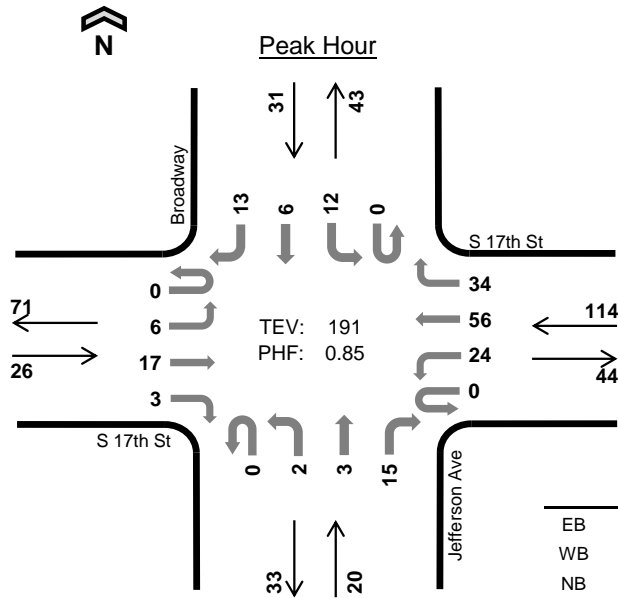 N
Peak Hour
31
43
Broadway
13
6
12
0
S 17th St
0
34
71
6
TEV: 191
56
114
26
17
PHF: 0.85
24
44
3
0
S 17th St
0
2
3
15
Jefferson Ave
33
20
EB
WB
NB